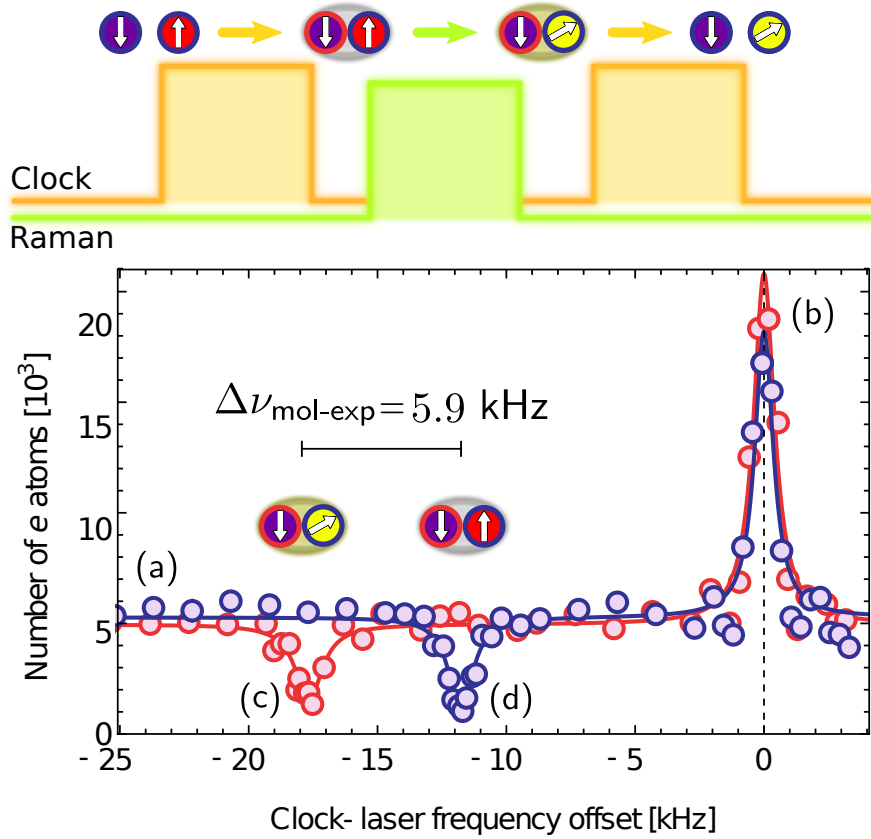 Clock
Raman
Δν_mol-exp = 5.9 kHz
(a)
(b)
(c)
(d)
Number of e atoms [10³]
20
15
10
5
0
- 25
- 20
- 15
- 10
- 5
0
Clock- laser frequency offset [kHz]